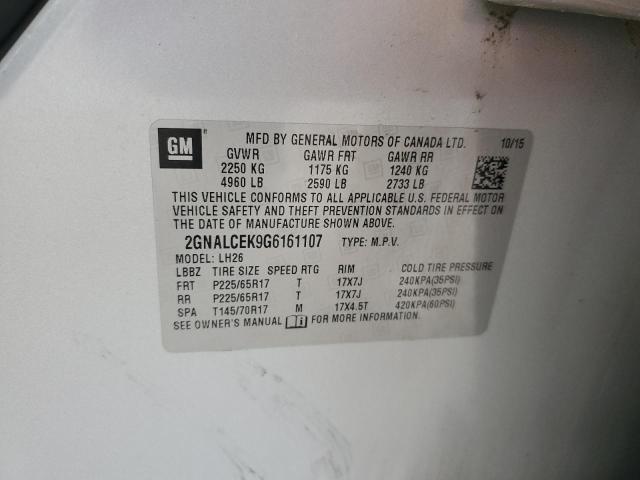 GM ® MFD BY GENERAL MOTORS OF CANADA LTD. 10/15
GVWR GAWR FRT GAWR RR
2250 KG 1175 KG 1240 KG
4960 LB 2590 LB 2733 LB
THIS VEHICLE CONFORMS TO ALL APPLICABLE U.S. FEDERAL MOTOR
VEHICLE SAFETY AND THEFT PREVENTION STANDARDS IN EFFECT ON
THE DATE OF MANUFACTURE SHOWN ABOVE.
2GNALCEK9G6161107 TYPE: M.P.V.
MODEL: LH26
LBBZ TIRE SIZE SPEED RTG RIM COLD TIRE PRESSURE
FRT P225/65R17 T 17X7J 240KPA(35PSI)
RR P225/65R17 T 17X7J 240KPA(35PSI)
SPA T145/70R17 M 17X4.5T 420KPA(60PSI)
SEE OWNER'S MANUAL FOR MORE INFORMATION.